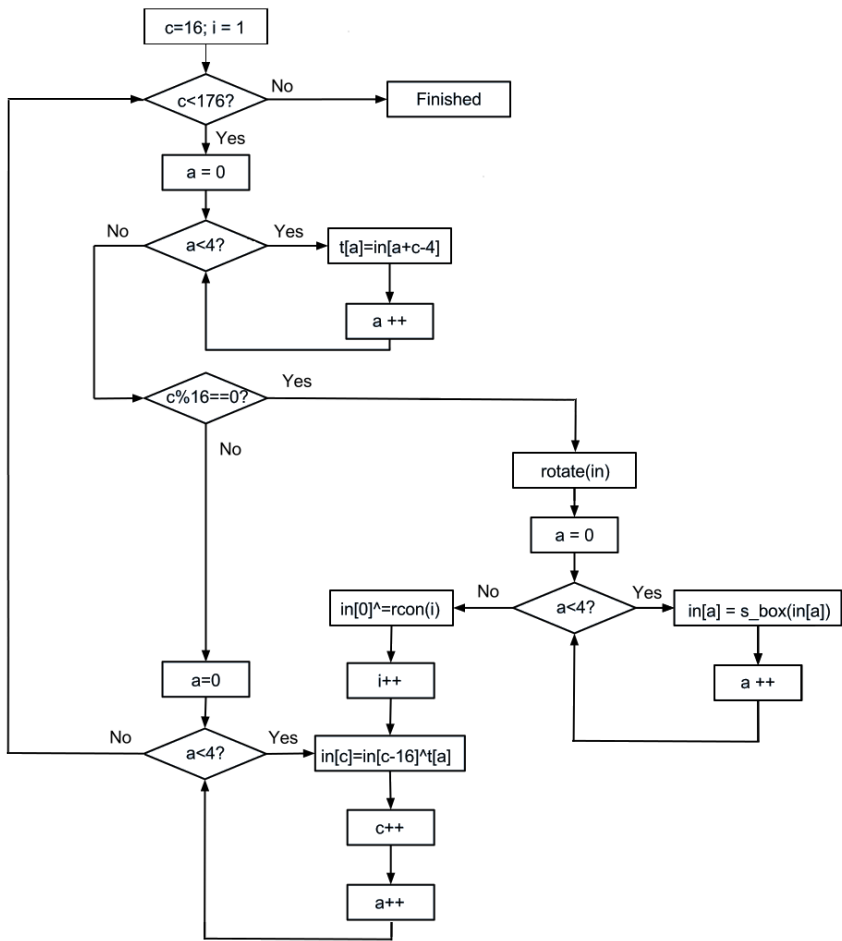 c=16; i = 1
c<176?
No
Finished
Yes
a = 0
No
a<4?
Yes
t[a]=in[a+c-4]
a ++
c%16==0?
Yes
No
rotate(in)
a = 0
in[0]^=rcon(i)
No
a<4?
Yes
in[a] = s_box(in[a])
a=0
i++
a ++
No
a<4?
Yes
in[c]=in[c-16]^t[a]
c++
a++